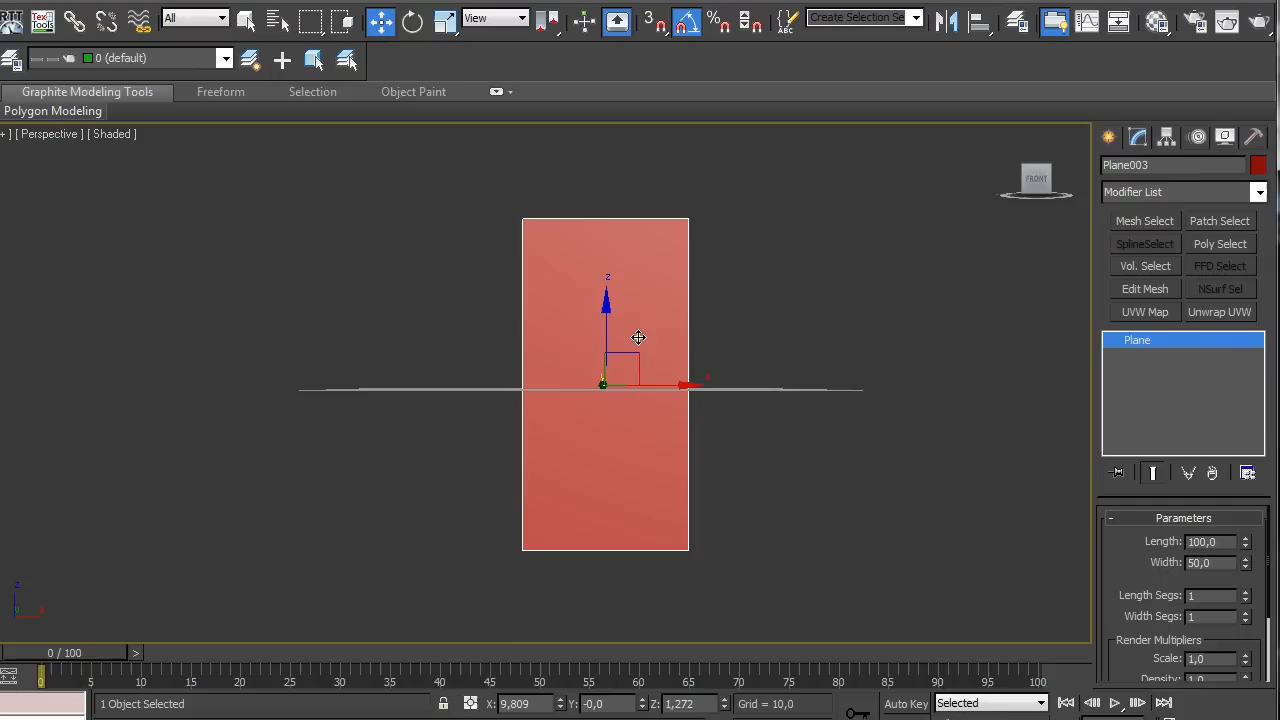 All
View
3
ABC
%
ABC
Create Selection Se
0 (default)
Graphite Modeling Tools Freeform Selection Object Paint
Polygon Modeling
+ ] [ Perspective ] [ Shaded ]
FRONT
Plane003
Modifier List
Mesh Select Patch Select
SplineSelect Poly Select
Vol. Select FFD Select
Edit Mesh NSurf Sel
UVW Map Unwrap UVW
Plane
z
x
- Parameters
Length: 100,0
Width: 50,0
Length Segs: 1
Width Segs: 1
Render Multipliers
Scale: 1,0
Density: 1,0
z
x
0 / 100 >
0 5 10 15 20 25 30 35 40 45 50 55 60 65 70 75 80 85 90 95 100
1 Object Selected X: 9,809 Y: -0,0 Z: 1,272 Grid = 10,0 Auto Key Selected